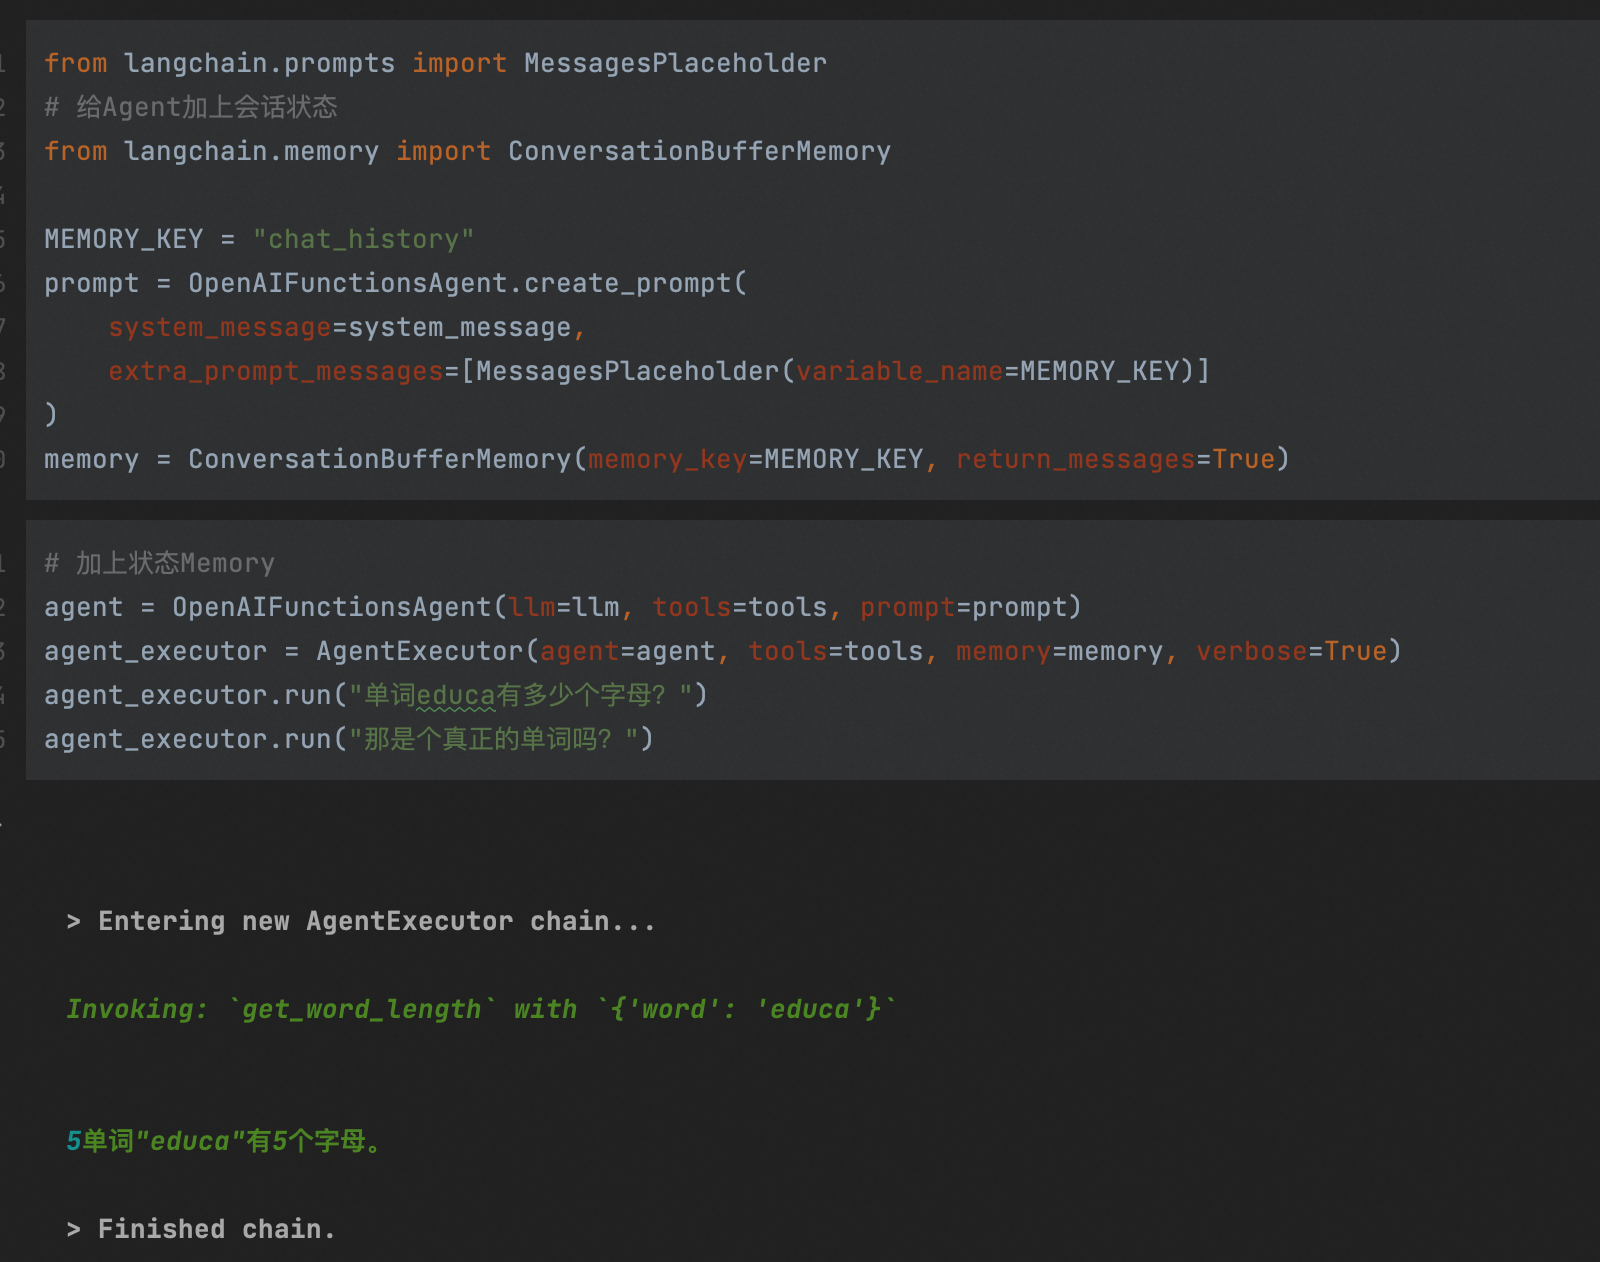 from langchain.prompts import MessagesPlaceholder
# 给Agent加上会话状态
from langchain.memory import ConversationBufferMemory
MEMORY_KEY = "chat_history"
prompt = OpenAIFunctionsAgent.create_prompt(
    system_message=system_message,
    extra_prompt_messages=[MessagesPlaceholder(variable_name=MEMORY_KEY)]
)
memory = ConversationBufferMemory(memory_key=MEMORY_KEY, return_messages=True)
# 加上状态Memory
agent = OpenAIFunctionsAgent(llm=llm, tools=tools, prompt=prompt)
agent_executor = AgentExecutor(agent=agent, tools=tools, memory=memory, verbose=True)
agent_executor.run("单词educa有多少个字母？")
agent_executor.run("那是个真正的单词吗？")
> Entering new AgentExecutor chain...
Invoking: `get_word_length` with `{'word': 'educa'}`
5单词"educa"有5个字母。
> Finished chain.